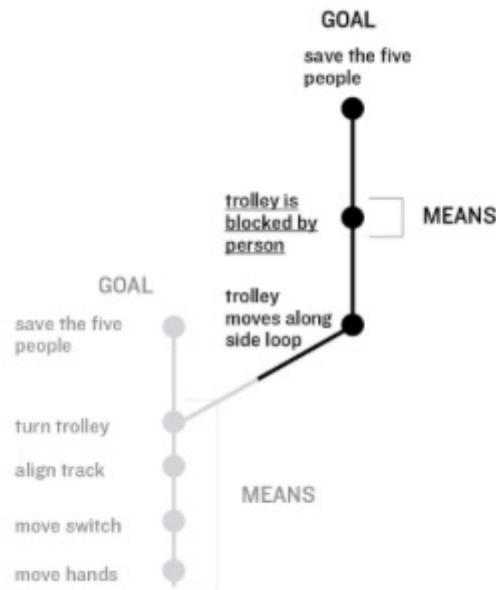 GOAL
save the five
people
trolley is
blocked by
person
MEANS
trolley
moves along
side loop
GOAL
save the five
people
turn trolley
align track
MEANS
move switch
move hands